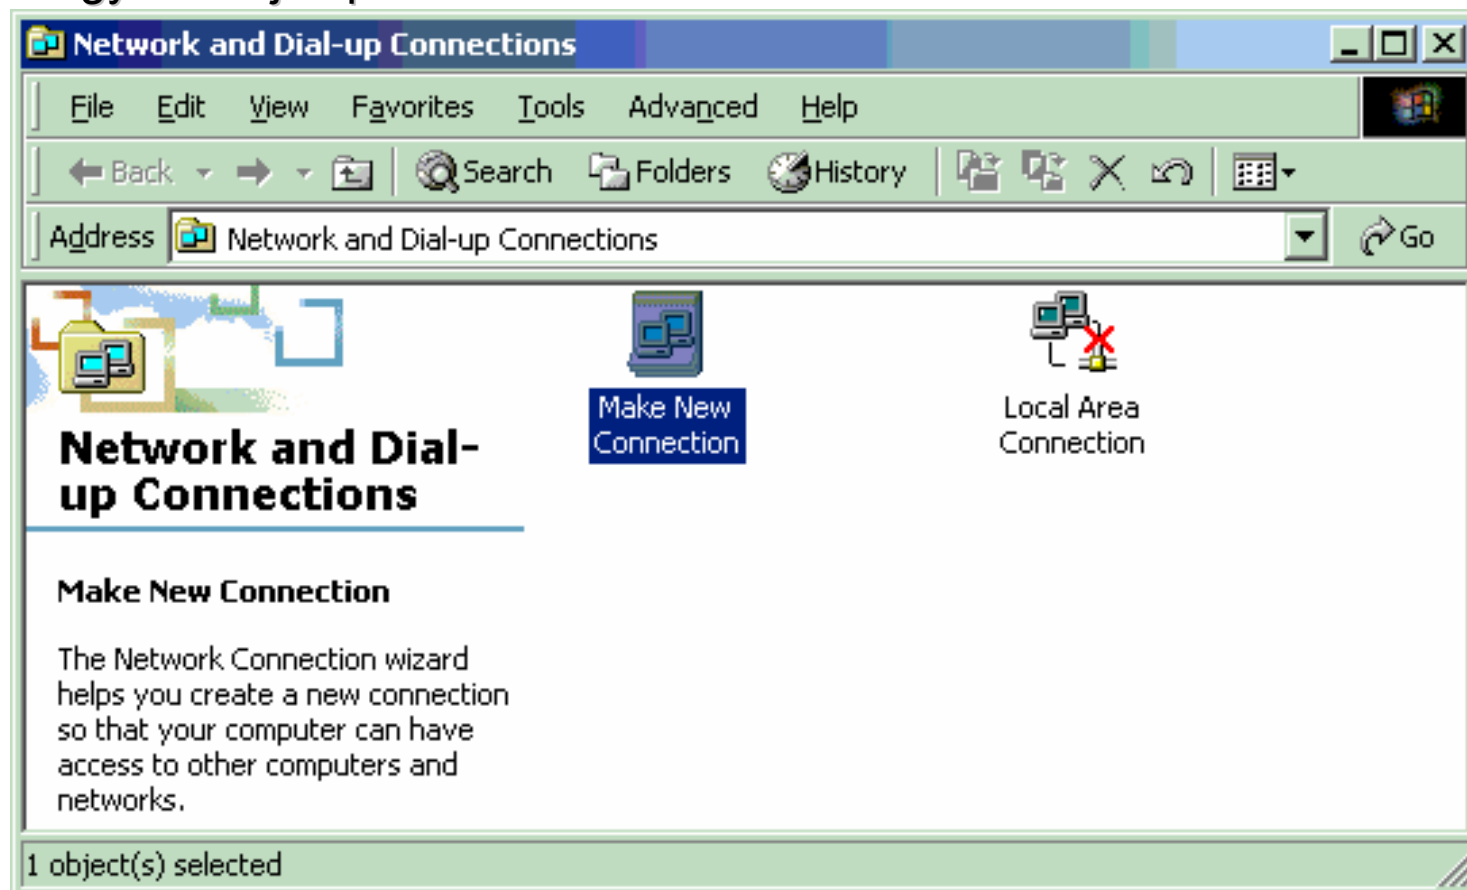 Network and Dial-up Connections
File Edit View Favorites Tools Advanced Help
Back Search Folders History
Address Network and Dial-up Connections Go
Make New
Connection
Local Area
Connection
Network and Dial-
up Connections
Make New Connection
The Network Connection wizard
helps you create a new connection
so that your computer can have
access to other computers and
networks.
1 object(s) selected